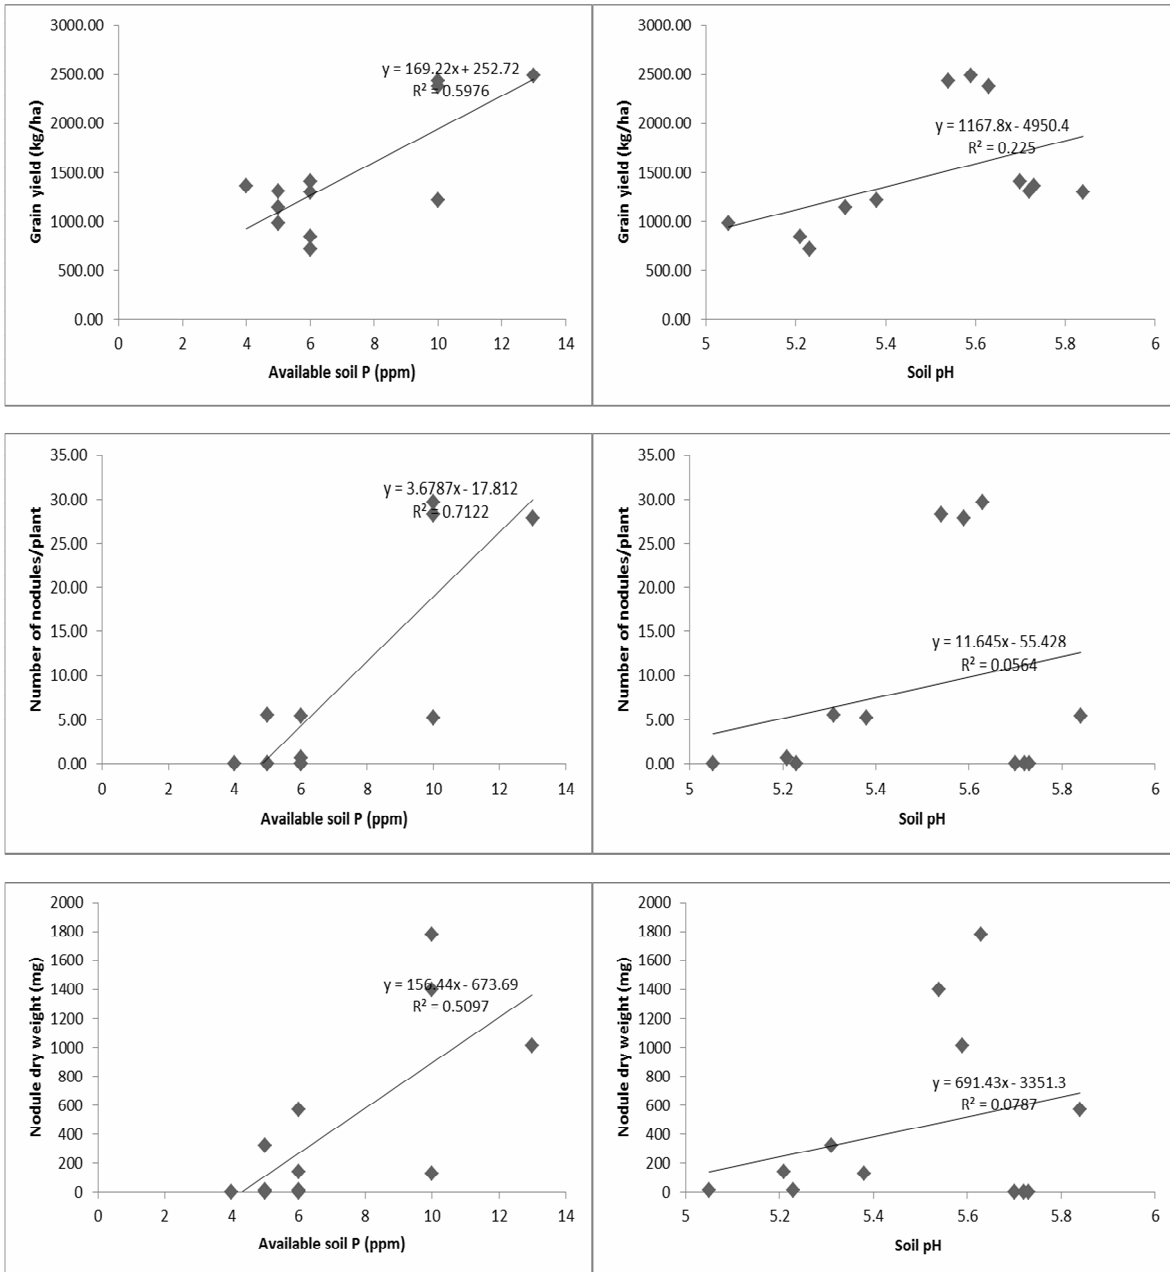 Grain yield (kg/ha)
3000.00
2500.00
2000.00
1500.00
1000.00
500.00
0.00
y = 169.22x + 252.72
R² = 0.5976
0 2 4 6 8 10 12 14
Available soil P (ppm)
Grain yield (kg/ha)
3000.00
2500.00
2000.00
1500.00
1000.00
500.00
0.00
y = 1167.8x - 4950.4
R² = 0.225
5 5.2 5.4 5.6 5.8 6
Soil pH
Number of nodules/plant
35.00
30.00
25.00
20.00
15.00
10.00
5.00
0.00
y = 3.6787x - 17.812
R² = 0.7122
0 2 4 6 8 10 12 14
Available soil P (ppm)
Number of nodules/plant
35.00
30.00
25.00
20.00
15.00
10.00
5.00
0.00
y = 11.645x - 55.428
R² = 0.0564
5 5.2 5.4 5.6 5.8 6
Soil pH
Nodule dry weight (mg)
2000
1800
1600
1400
1200
1000
800
600
400
200
0
y = 156.44x - 673.69
R² = 0.5097
0 2 4 6 8 10 12 14
Available soil P (ppm)
Nodule dry weight (mg)
2000
1800
1600
1400
1200
1000
800
600
400
200
0
y = 691.43x - 3351.3
R² = 0.0787
5 5.2 5.4 5.6 5.8 6
Soil pH